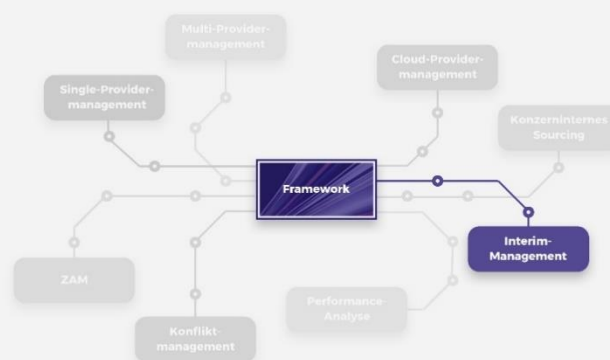 Multi-Provider-
management
Cloud-Provider-
management
Single-Provider-
management
Konzerninternes
Sourcing
Framework
Interim-
Management
ZAM
Performance-
Analyse
Konflikt-
management